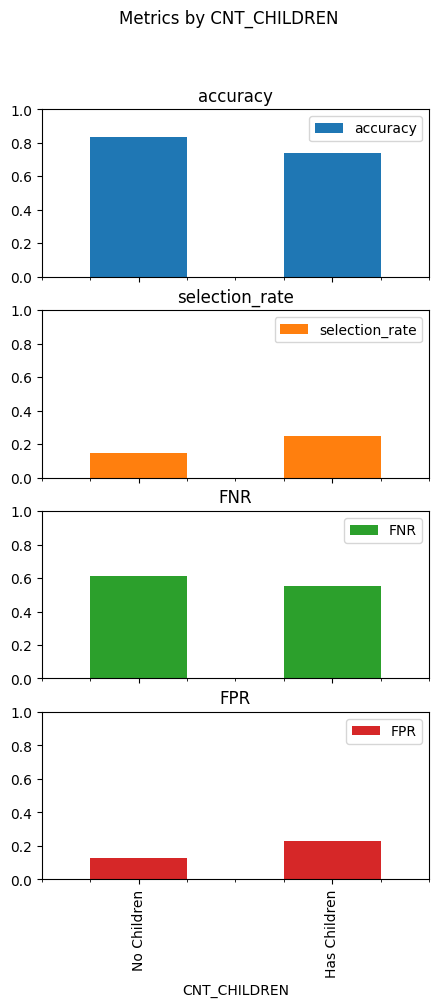 Metrics by CNT_CHILDREN
accuracy
1.0
0.8
0.6
0.4
0.2
0.0
accuracy
selection_rate
1.0
0.8
0.6
0.4
0.2
0.0
selection_rate
FNR
1.0
0.8
0.6
0.4
0.2
0.0
FNR
FPR
1.0
0.8
0.6
0.4
0.2
0.0
FPR
No Children
Has Children
CNT_CHILDREN